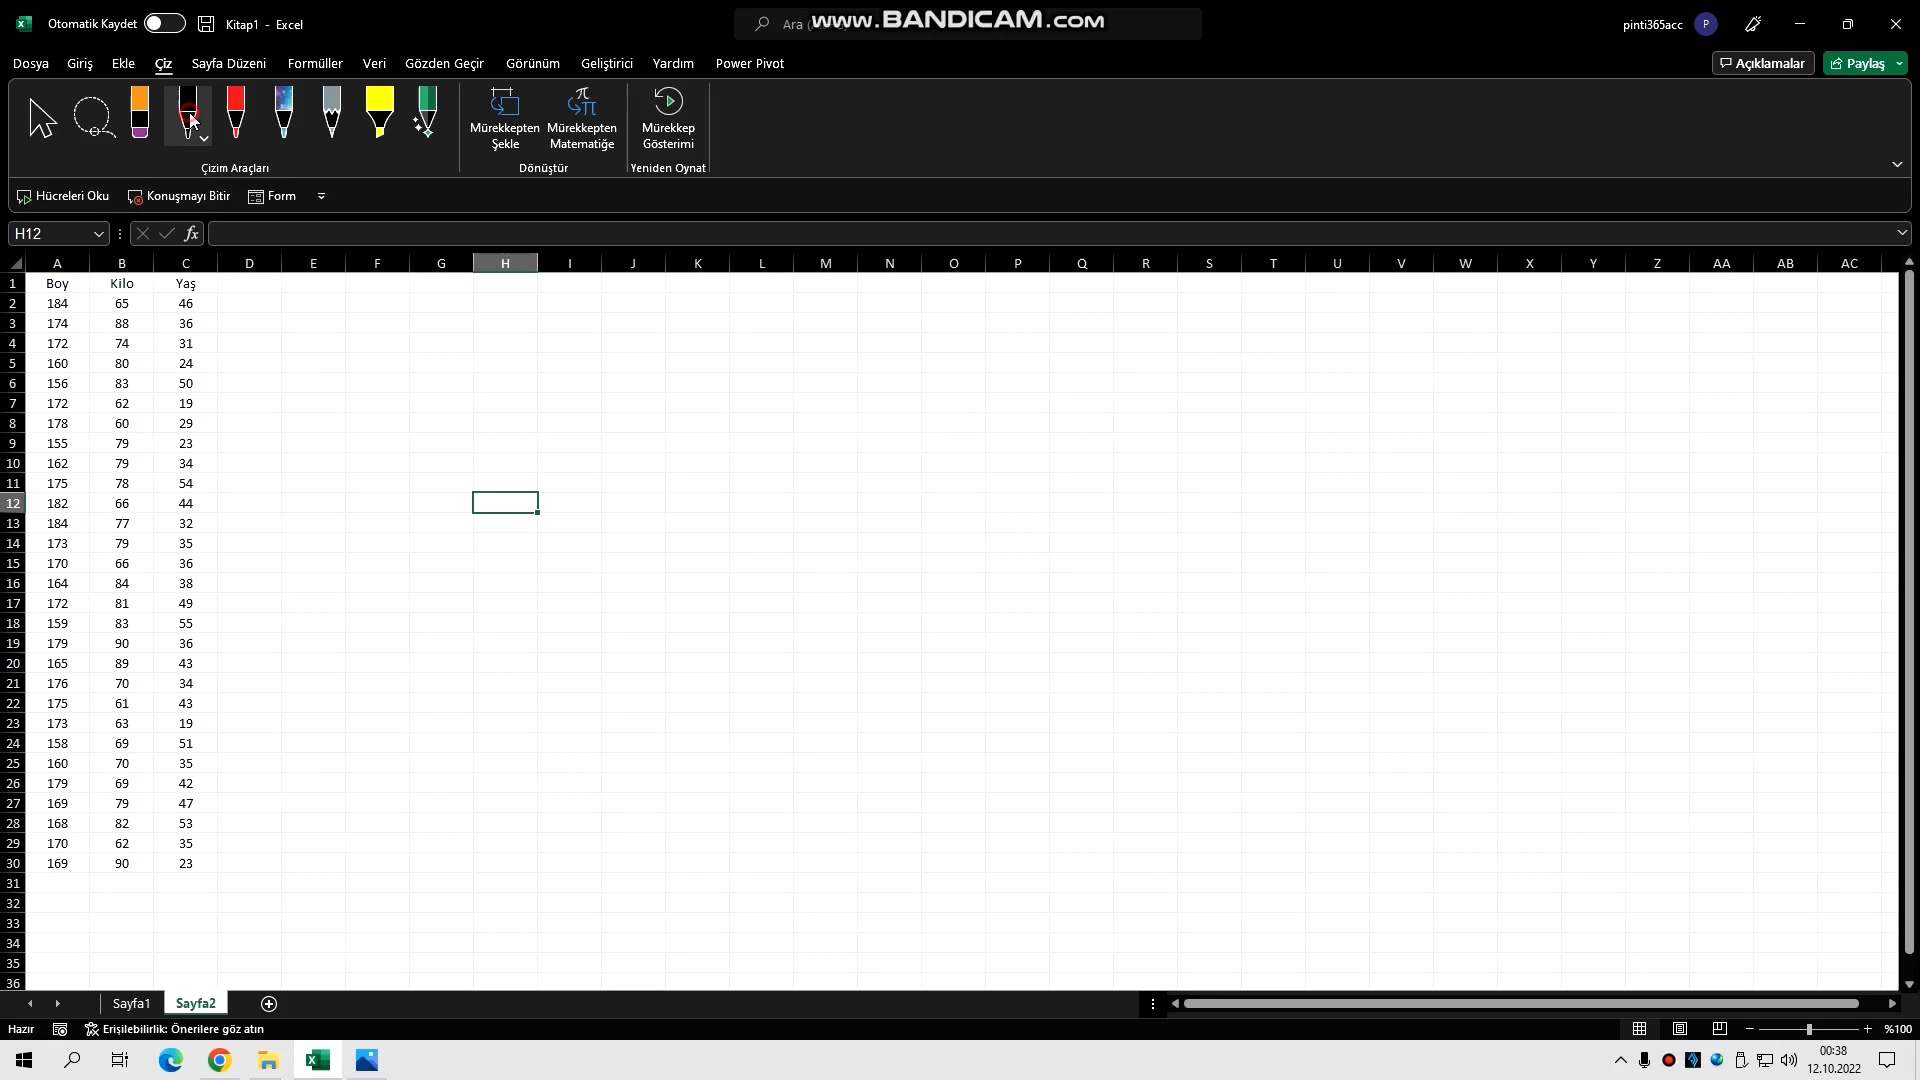 Otomatik Kaydet Kitap1 - Excel Ara ( www.BANDICAM.com pinti365acc P
Dosya Giriş Ekle Çiz Sayfa Düzeni Formüller Veri Gözden Geçir Görünüm Geliştirici Yardım Power Pivot Açıklamalar Paylaş
Mürekkepten Şekle
Mürekkepten Matematiğe
Mürekkep Gösterimi
Çizim Araçları Dönüştür Yeniden Oynat
Hücreleri Oku Konuşmayı Bitir Form
H12 fx
A B C D E F G H I J K L M N O P Q R S T U V W X Y Z AA AB AC
1 Boy Kilo Yaş
2 184 65 46
3 174 88 36
4 172 74 31
5 160 80 24
6 156 83 50
7 172 62 19
8 178 60 29
9 155 79 23
10 162 79 34
11 175 78 54
12 182 66 44
13 184 77 32
14 173 79 35
15 170 66 36
16 164 84 38
17 172 81 49
18 159 83 55
19 179 90 36
20 165 89 43
21 176 70 34
22 175 61 43
23 173 63 19
24 158 69 51
25 160 70 35
26 179 69 42
27 169 79 47
28 168 82 53
29 170 62 35
30 169 90 23
31
32
33
34
35
36
Sayfa1 Sayfa2
Hazır Erişilebilirlik: Önerilere göz atın %100
00:38
12.10.2022